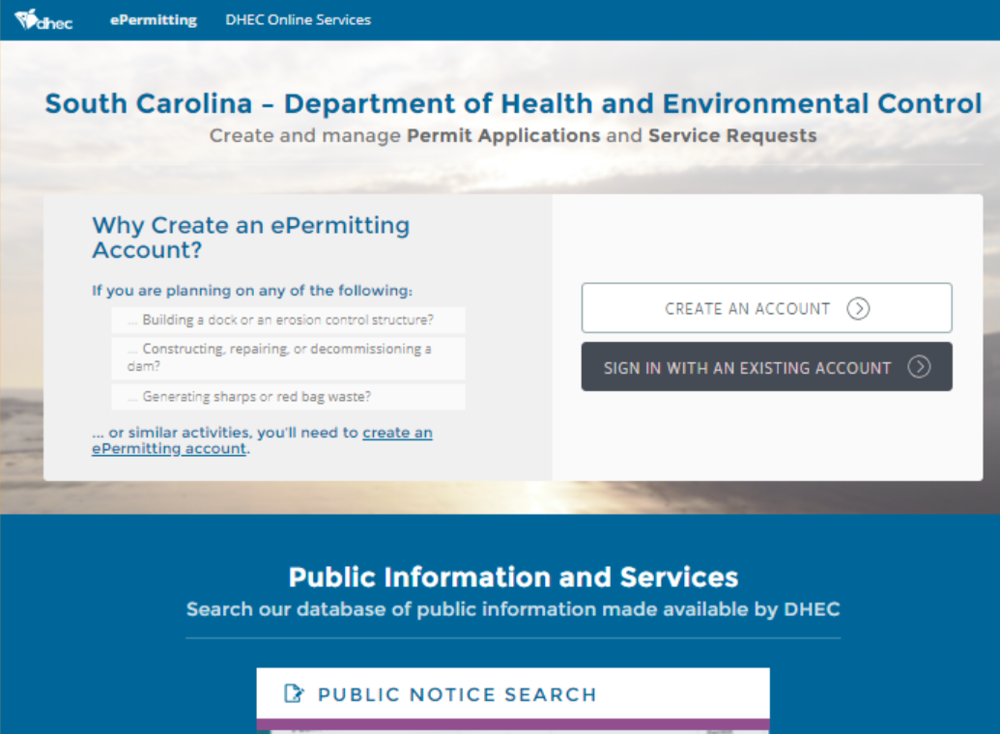 dhec ePermitting DHEC Online Services
South Carolina – Department of Health and Environmental Control
Create and manage Permit Applications and Service Requests
Why Create an ePermitting
Account?
If you are planning on any of the following:
... Building a dock or an erosion control structure?
... Constructing, repairing, or decommissioning a
dam?
... Generating sharps or red bag waste?
... or similar activities, you'll need to create an
ePermitting account.
CREATE AN ACCOUNT
SIGN IN WITH AN EXISTING ACCOUNT
Public Information and Services
Search our database of public information made available by DHEC
PUBLIC NOTICE SEARCH